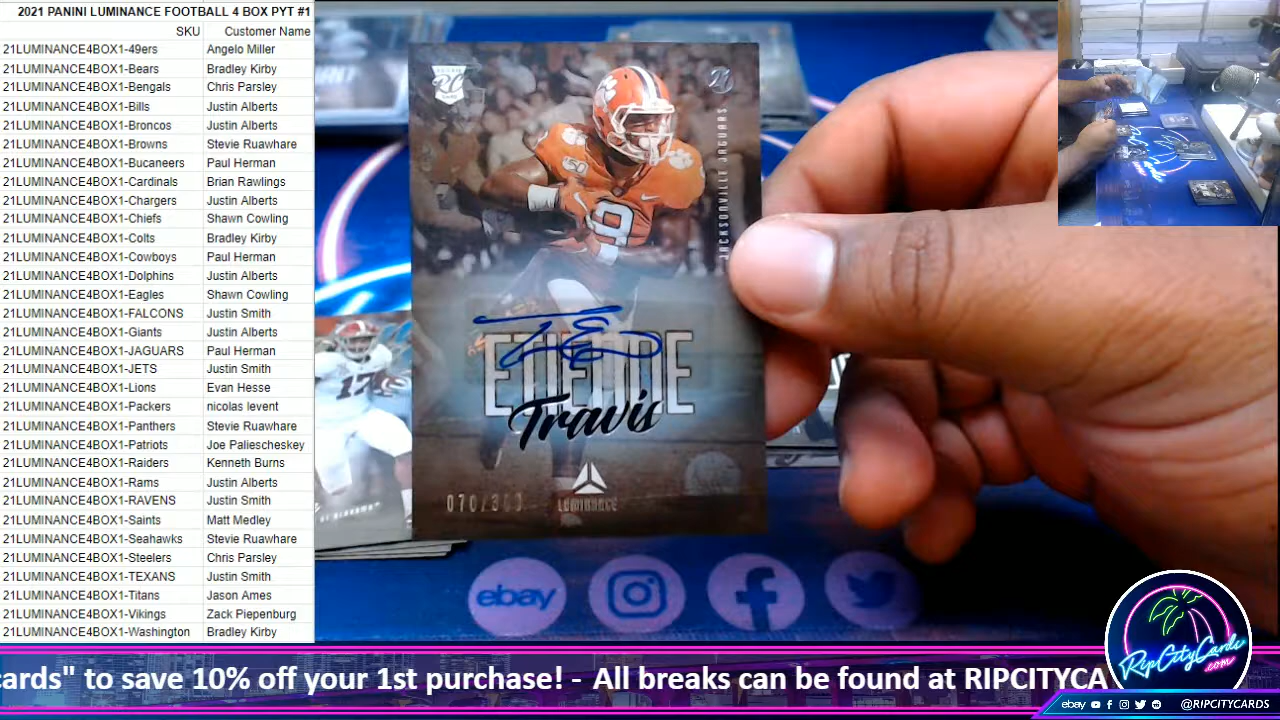 2021 PANINI LUMINANCE FOOTBALL 4 BOX PYT #1
SKU Customer Name
21LUMINANCE4BOX1-49ers Angelo Miller
21LUMINANCE4BOX1-Bears Bradley Kirby
21LUMINANCE4BOX1-Bengals Chris Parsley
21LUMINANCE4BOX1-Bills Justin Alberts
21LUMINANCE4BOX1-Broncos Justin Alberts
21LUMINANCE4BOX1-Browns Stevie Ruawhare
21LUMINANCE4BOX1-Bucaneers Paul Herman
21LUMINANCE4BOX1-Cardinals Brian Rawlings
21LUMINANCE4BOX1-Chargers Justin Alberts
21LUMINANCE4BOX1-Chiefs Shawn Cowling
21LUMINANCE4BOX1-Colts Bradley Kirby
21LUMINANCE4BOX1-Cowboys Paul Herman
21LUMINANCE4BOX1-Dolphins Justin Alberts
21LUMINANCE4BOX1-Eagles Shawn Cowling
21LUMINANCE4BOX1-FALCONS Justin Smith
21LUMINANCE4BOX1-Giants Justin Alberts
21LUMINANCE4BOX1-JAGUARS Paul Herman
21LUMINANCE4BOX1-JETS Justin Smith
21LUMINANCE4BOX1-Lions Evan Hesse
21LUMINANCE4BOX1-Packers nicolas levent
21LUMINANCE4BOX1-Panthers Stevie Ruawhare
21LUMINANCE4BOX1-Patriots Joe Paliescheskey
21LUMINANCE4BOX1-Raiders Kenneth Burns
21LUMINANCE4BOX1-Rams Justin Alberts
21LUMINANCE4BOX1-RAVENS Justin Smith
21LUMINANCE4BOX1-Saints Matt Medley
21LUMINANCE4BOX1-Seahawks Stevie Ruawhare
21LUMINANCE4BOX1-Steelers Chris Parsley
21LUMINANCE4BOX1-TEXANS Justin Smith
21LUMINANCE4BOX1-Titans Jason Ames
21LUMINANCE4BOX1-Vikings Zack Piepenburg
21LUMINANCE4BOX1-Washington Bradley Kirby
RC
21
JACKSONVILLE JAGUARS
9
ETIENNE
Travis
LUMINANCE
17
ebay
cards" to save 10% off your 1st purchase! - All breaks can be found at RIPCITYCA
RipCityCards
.com
ebay @RIPCITYCARDS